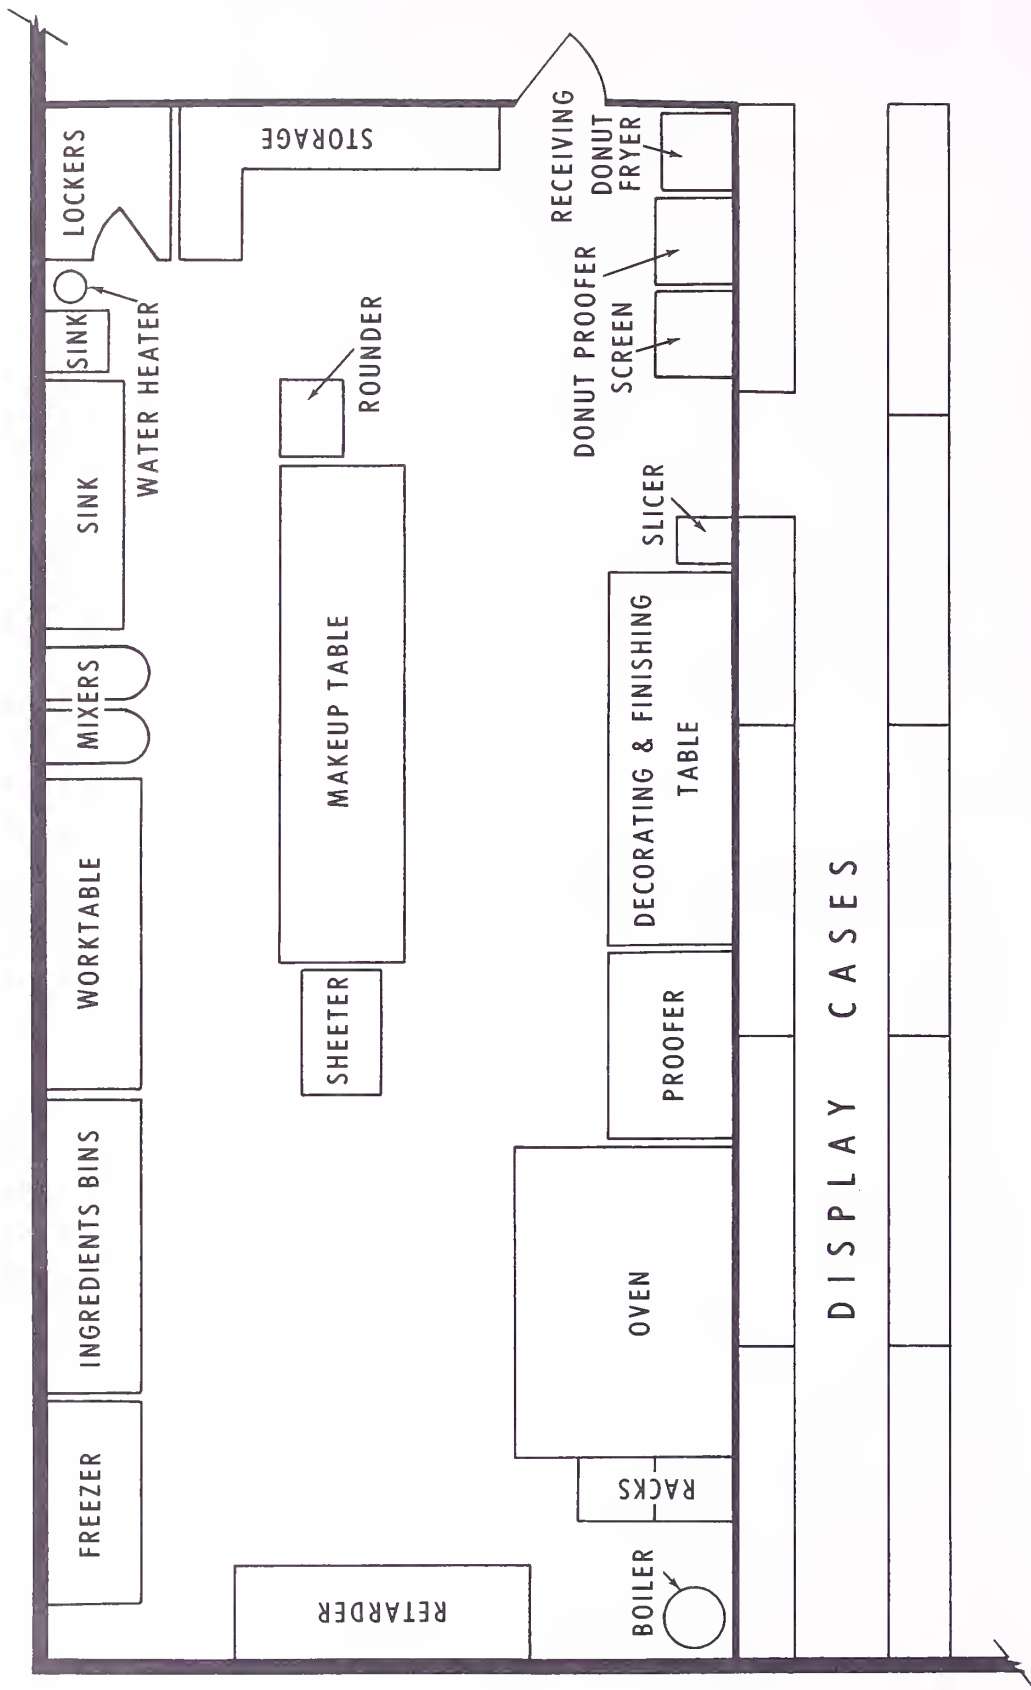 FREEZER
INGREDIENTS BINS
WORKTABLE
MIXERS
SINK
SINK
LOCKERS
WATER HEATER
STORAGE
ROUNDER
MAKEUP TABLE
SHEETER
RETARDER
RECEIVING
DONUT
FRYER
DONUT PROOFER
SCREEN
SLICER
DECORATING & FINISHING
TABLE
PROOFER
OVEN
RACKS
BOILER
DISPLAY CASES